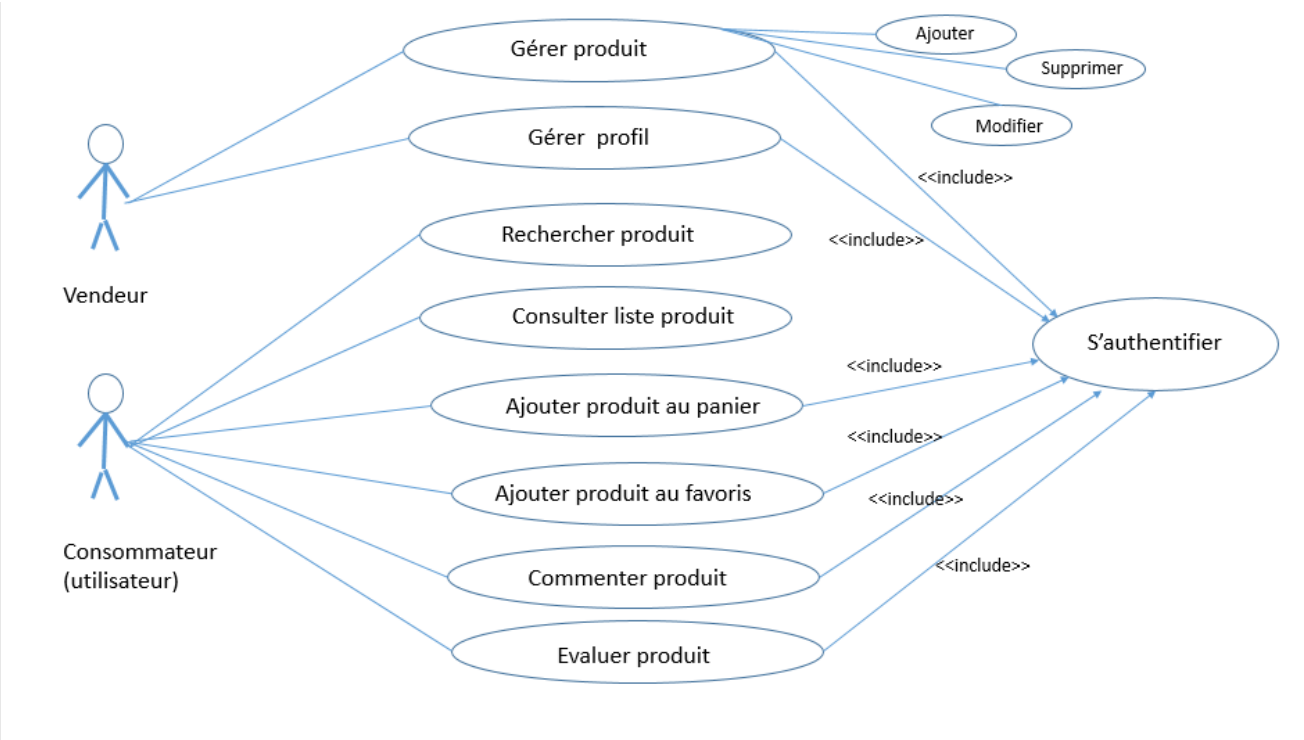 Gérer produit
Ajouter
Supprimer
Modifier
Gérer profil
<<include>>
<<include>>
Rechercher produit
Vendeur
Consulter liste produit
S’authentifier
<<include>>
Ajouter produit au panier
<<include>>
Ajouter produit au favoris
<<include>>
Consommateur
(utilisateur)
Commenter produit
<<include>>
Evaluer produit